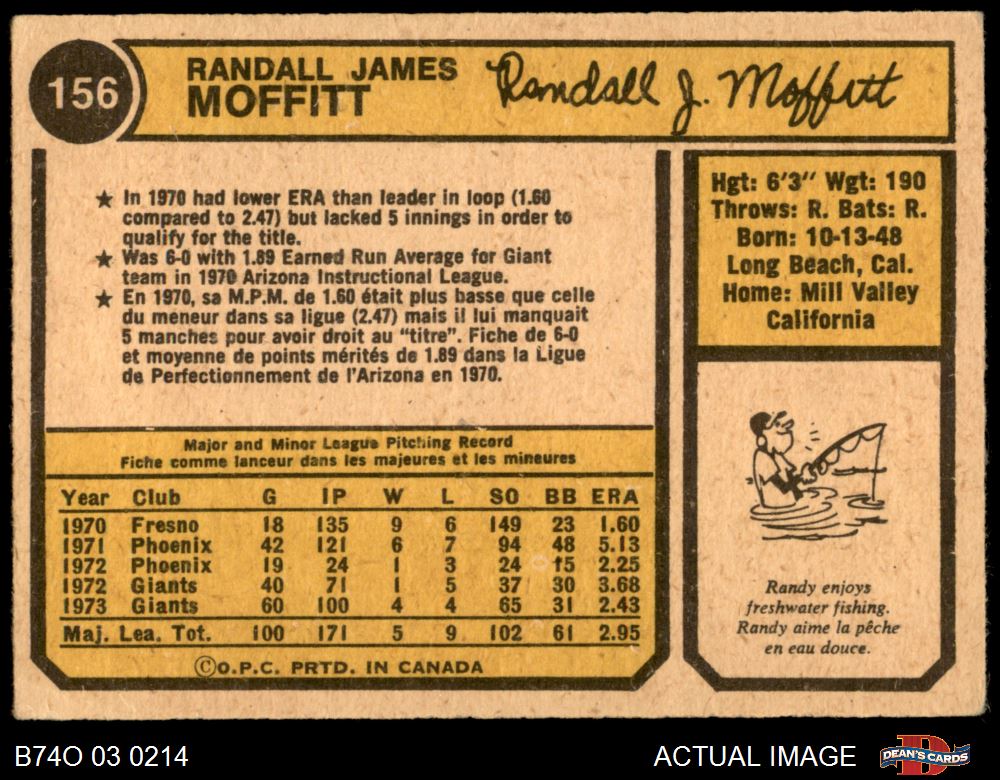 156
RANDALL JAMES
MOFFITT
Randall J. Moffitt
★ In 1970 had lower ERA than leader in loop (1.60
compared to 2.47) but lacked 5 innings in order to
qualify for the title.
★ Was 6-0 with 1.89 Earned Run Average for Giant
team in 1970 Arizona Instructional League.
★ En 1970, sa M.P.M. de 1.60 était plus basse que celle
du meneur dans sa ligue (2.47) mais il lui manquait
5 manches pour avoir droit au "titre". Fiche de 6-0
et moyenne de points mérités de 1.89 dans la Ligue
de Perfectionnement de l'Arizona en 1970.
Hgt: 6'3" Wgt: 190
Throws: R. Bats: R.
Born: 10-13-48
Long Beach, Cal.
Home: Mill Valley
California
Major and Minor League Pitching Record
Fiche comme lanceur dans les majeures et les mineures
Year Club G IP W L SO BB ERA
1970 Fresno 18 135 9 6 149 23 1.60
1971 Phoenix 42 121 6 7 94 48 5.13
1972 Phoenix 19 24 1 3 24 15 2.25
1972 Giants 40 71 1 5 37 30 3.68
1973 Giants 60 100 4 4 65 31 2.43
Maj. Lea. Tot. 100 171 5 9 102 61 2.95
©O.P.C. PRTD. IN CANADA
Randy enjoys
freshwater fishing.
Randy aime la pêche
en eau douce.
B74O 03 0214
ACTUAL IMAGE
DEAN'S CARDS